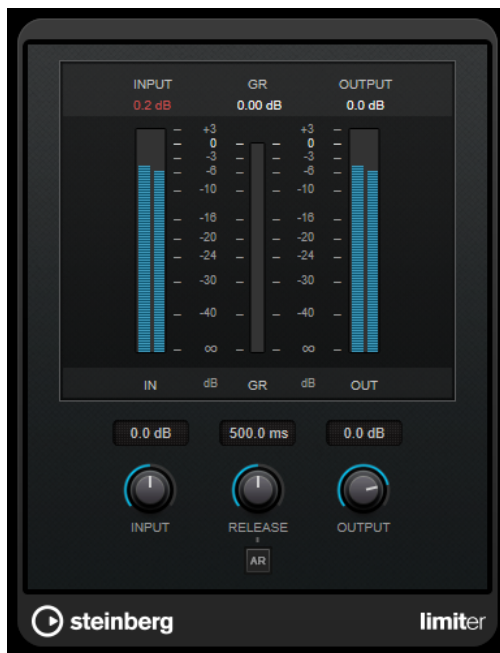 INPUT GR OUTPUT
0.2 dB 0.00 dB 0.0 dB
+3 +3
0 0
-3 -3
-6 -6
-10 -10
-16 -16
-20 -20
-24 -24
-30 -30
-40 -40
∞ ∞
IN dB GR dB OUT
0.0 dB 500.0 ms 0.0 dB
INPUT RELEASE OUTPUT
AR
steinberg limiter